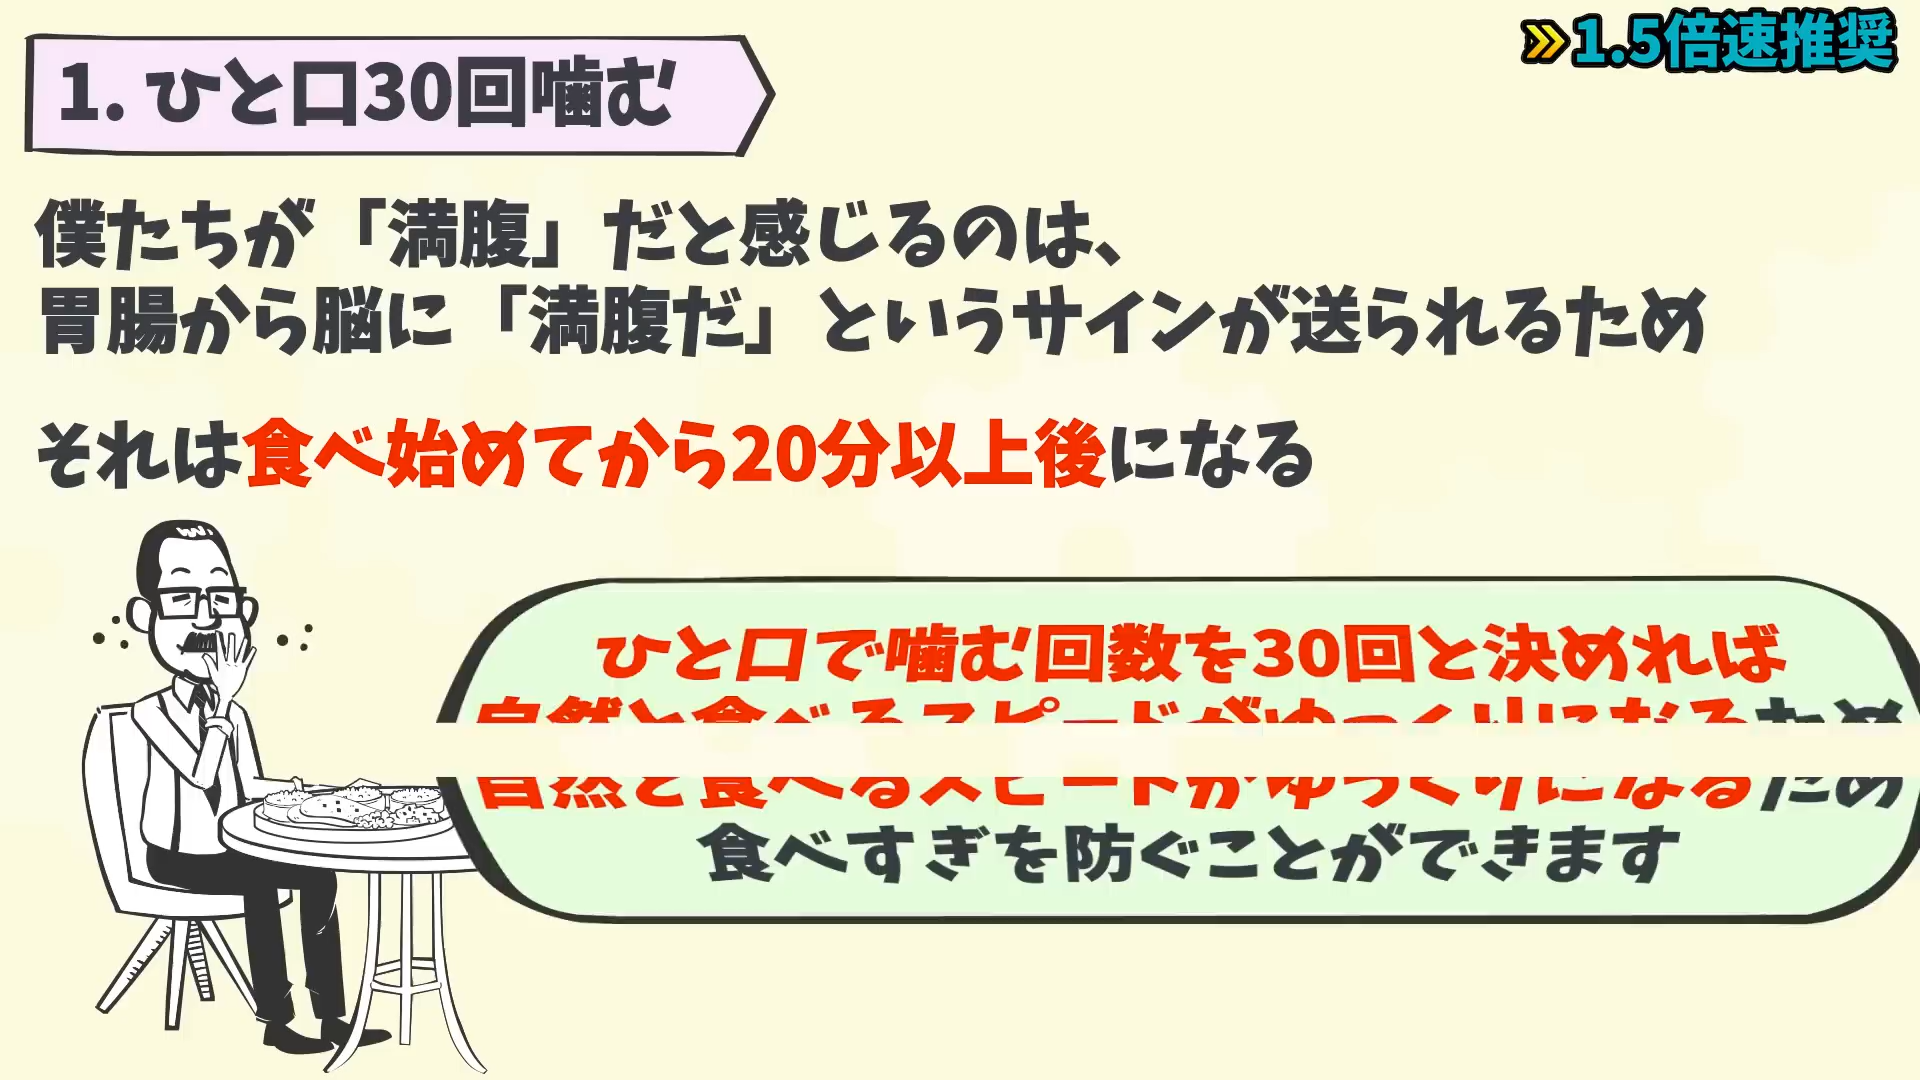 1.5倍速推奨
1. ひと口30回噛む
僕たちが「満腹」だと感じるのは、
胃腸から脳に「満腹だ」というサインが送られるため
それは食べ始めてから20分以上後になる
ひと口で噛む回数を30回と決めれば
自然と食べるスピードがゆっくりになるため
食べすぎを防ぐことができます